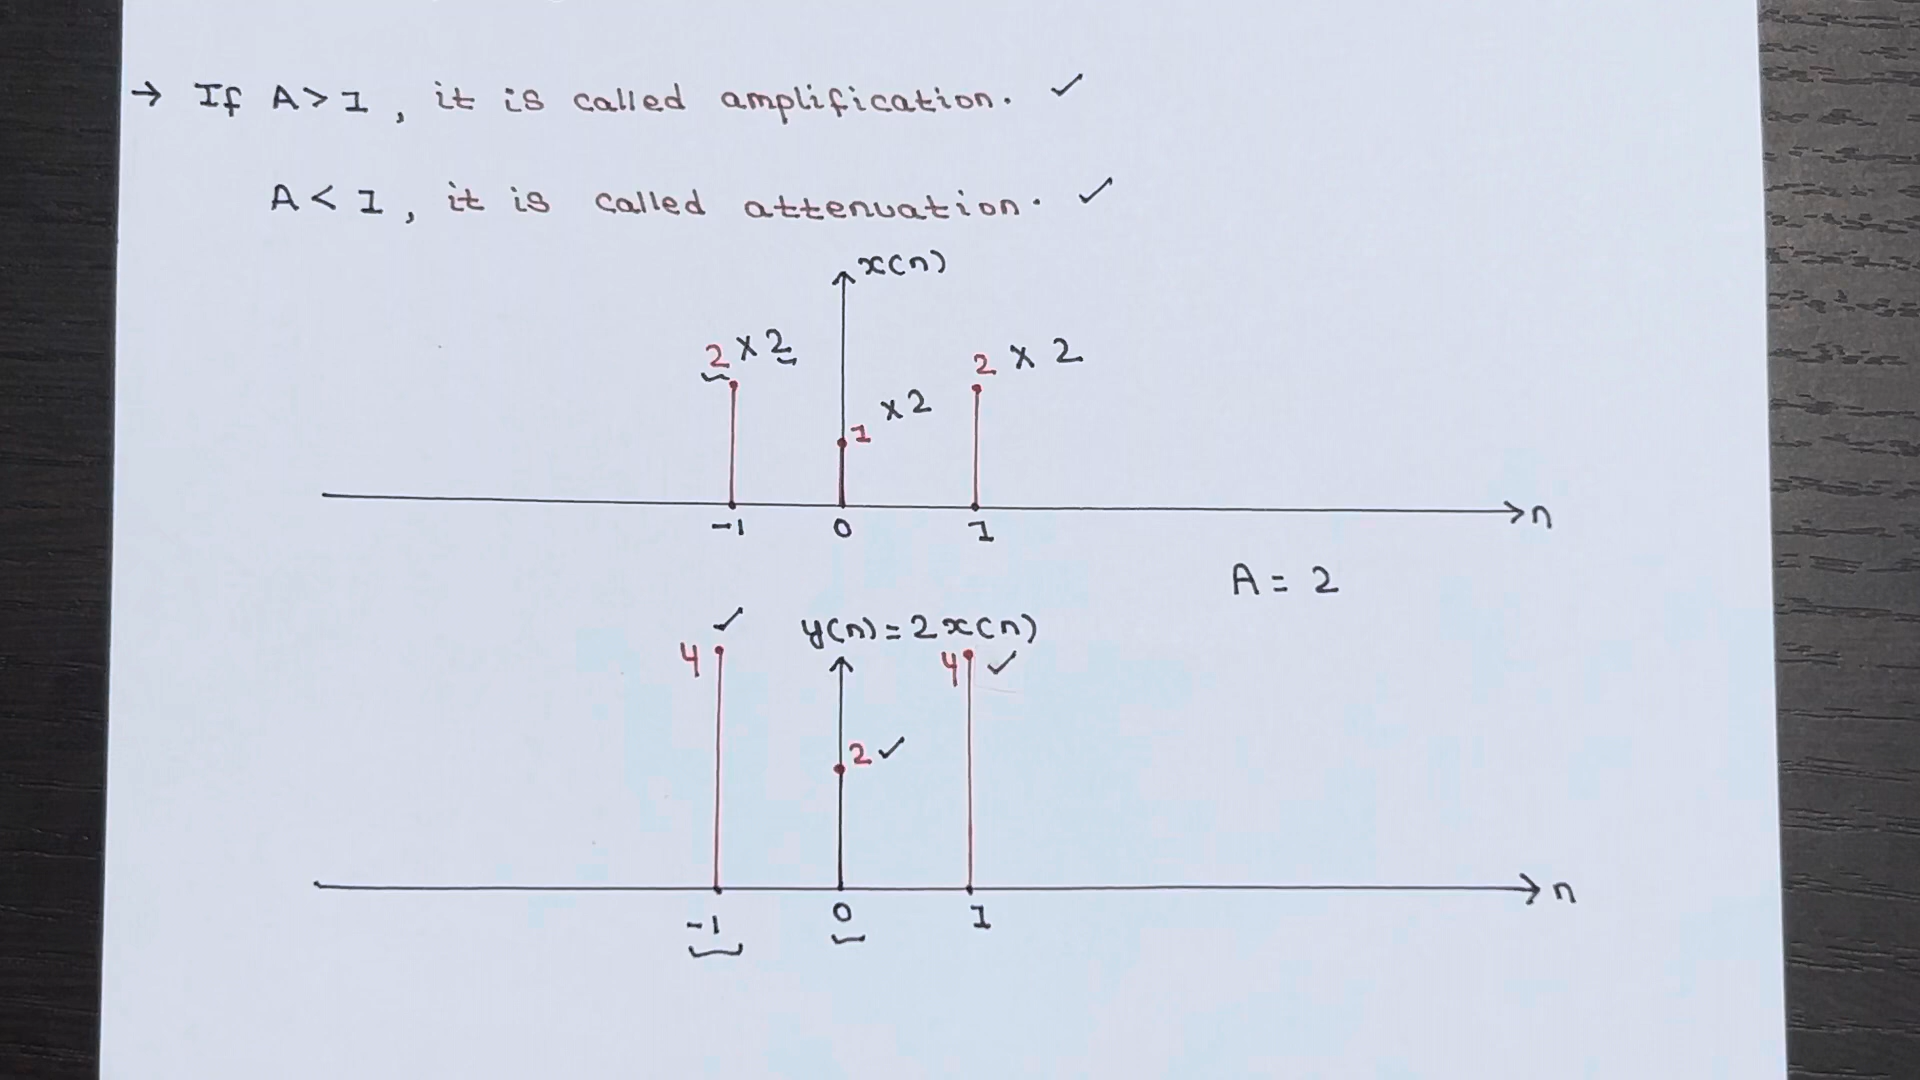 → If A > 1, it is called amplification. ✓
A < 1, it is called attenuation. ✓
x(n)
2 × 2
2 × 2
1 × 2
-1 0 1 n
A = 2
y(n) = 2x(n)
4 ✓ 4 ✓
2 ✓
-1 0 1 n